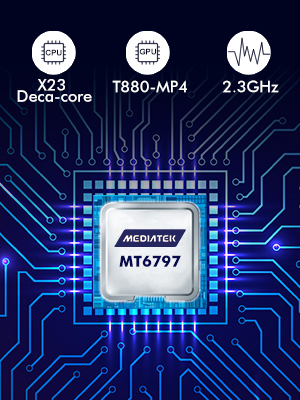 CPU
GPU
X23
Deca-core
T880-MP4
2.3GHz
MEDIATEK
MT6797